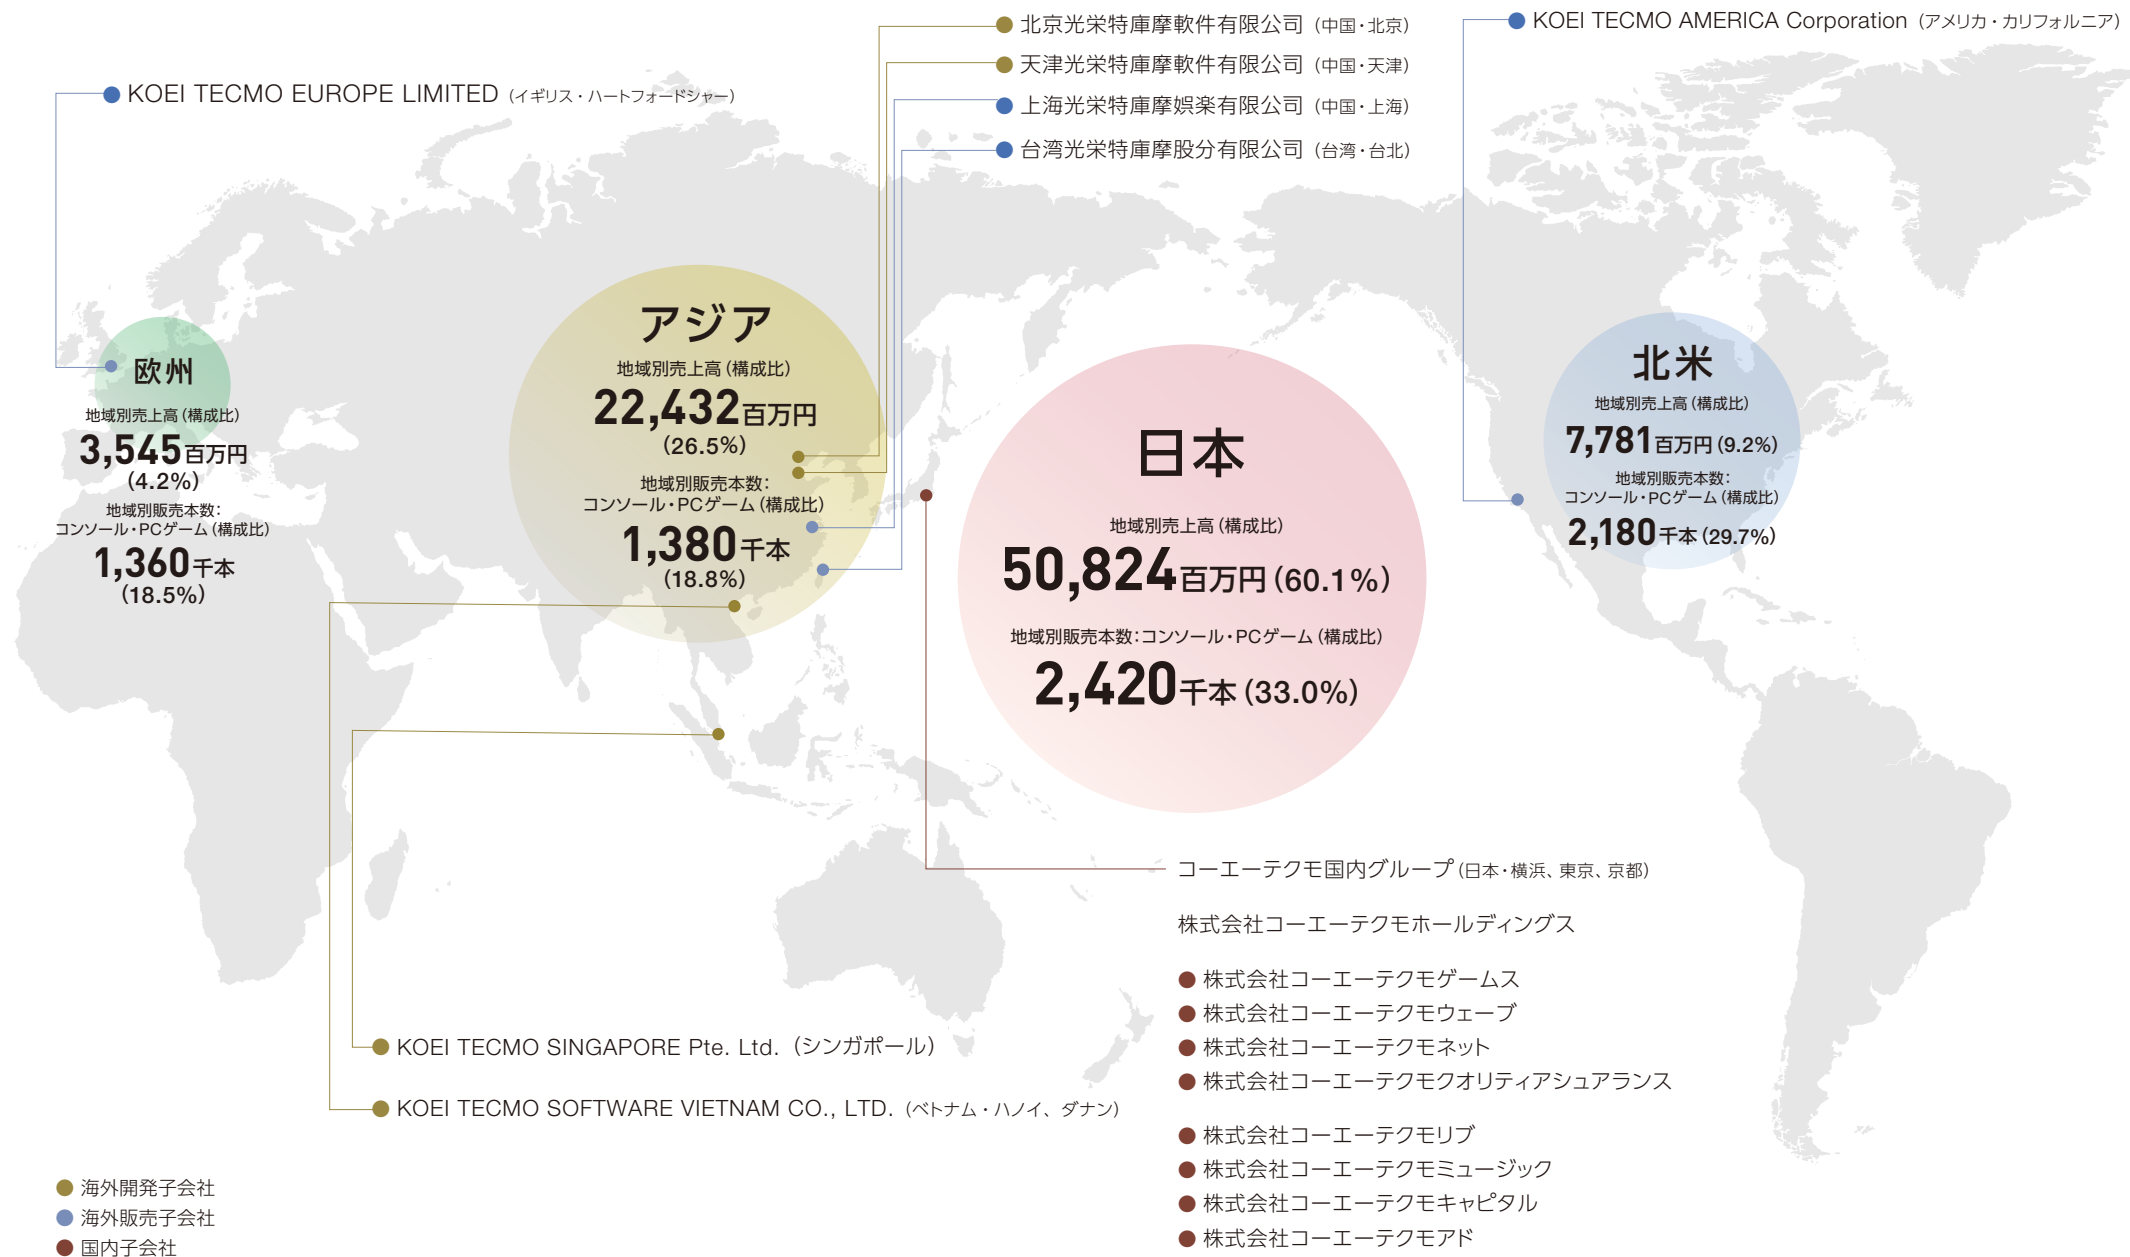 北京光栄特庫摩軟件有限公司（中国・北京）
天津光栄特庫摩軟件有限公司（中国・天津）
上海光栄特庫摩娯楽有限公司（中国・上海）
台湾光栄特庫摩股分有限公司（台湾・台北）
KOEI TECMO AMERICA Corporation（アメリカ・カリフォルニア）
KOEI TECMO EUROPE LIMITED（イギリス・ハートフォードシャー）
欧州
地域別売上高（構成比）
3,545百万円
（4.2%）
地域別販売本数：
コンソール・PCゲーム（構成比）
1,360千本
（18.5%）
アジア
地域別売上高（構成比）
22,432百万円
（26.5%）
地域別販売本数：
コンソール・PCゲーム（構成比）
1,380千本
（18.8%）
日本
地域別売上高（構成比）
50,824百万円（60.1%）
地域別販売本数：コンソール・PCゲーム（構成比）
2,420千本（33.0%）
北米
地域別売上高（構成比）
7,781百万円（9.2%）
地域別販売本数：
コンソール・PCゲーム（構成比）
2,180千本（29.7%）
コーエーテクモ国内グループ（日本・横浜、東京、京都）
株式会社コーエーテクモホールディングス
株式会社コーエーテクモゲームス
株式会社コーエーテクモウェーブ
株式会社コーエーテクモネット
株式会社コーエーテクモクオリティアシュアランス
株式会社コーエーテクモリブ
株式会社コーエーテクモミュージック
株式会社コーエーテクモキャピタル
株式会社コーエーテクモアド
KOEI TECMO SINGAPORE Pte. Ltd.（シンガポール）
KOEI TECMO SOFTWARE VIETNAM CO., LTD.（ベトナム・ハノイ、ダナン）
海外開発子会社
海外販売子会社
国内子会社